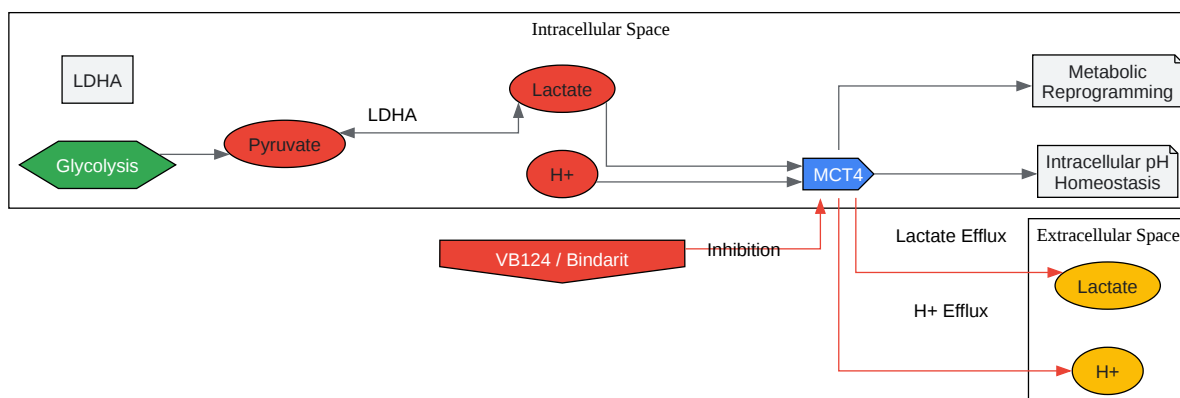 Intracellular Space
LDHA
Glycolysis
Pyruvate
LDHA
Lactate
H+
MCT4
Metabolic
Reprogramming
Intracellular pH
Homeostasis
VB124 / Bindarit
Inhibition
Lactate Efflux
H+ Efflux
Extracellular Space
Lactate
H+